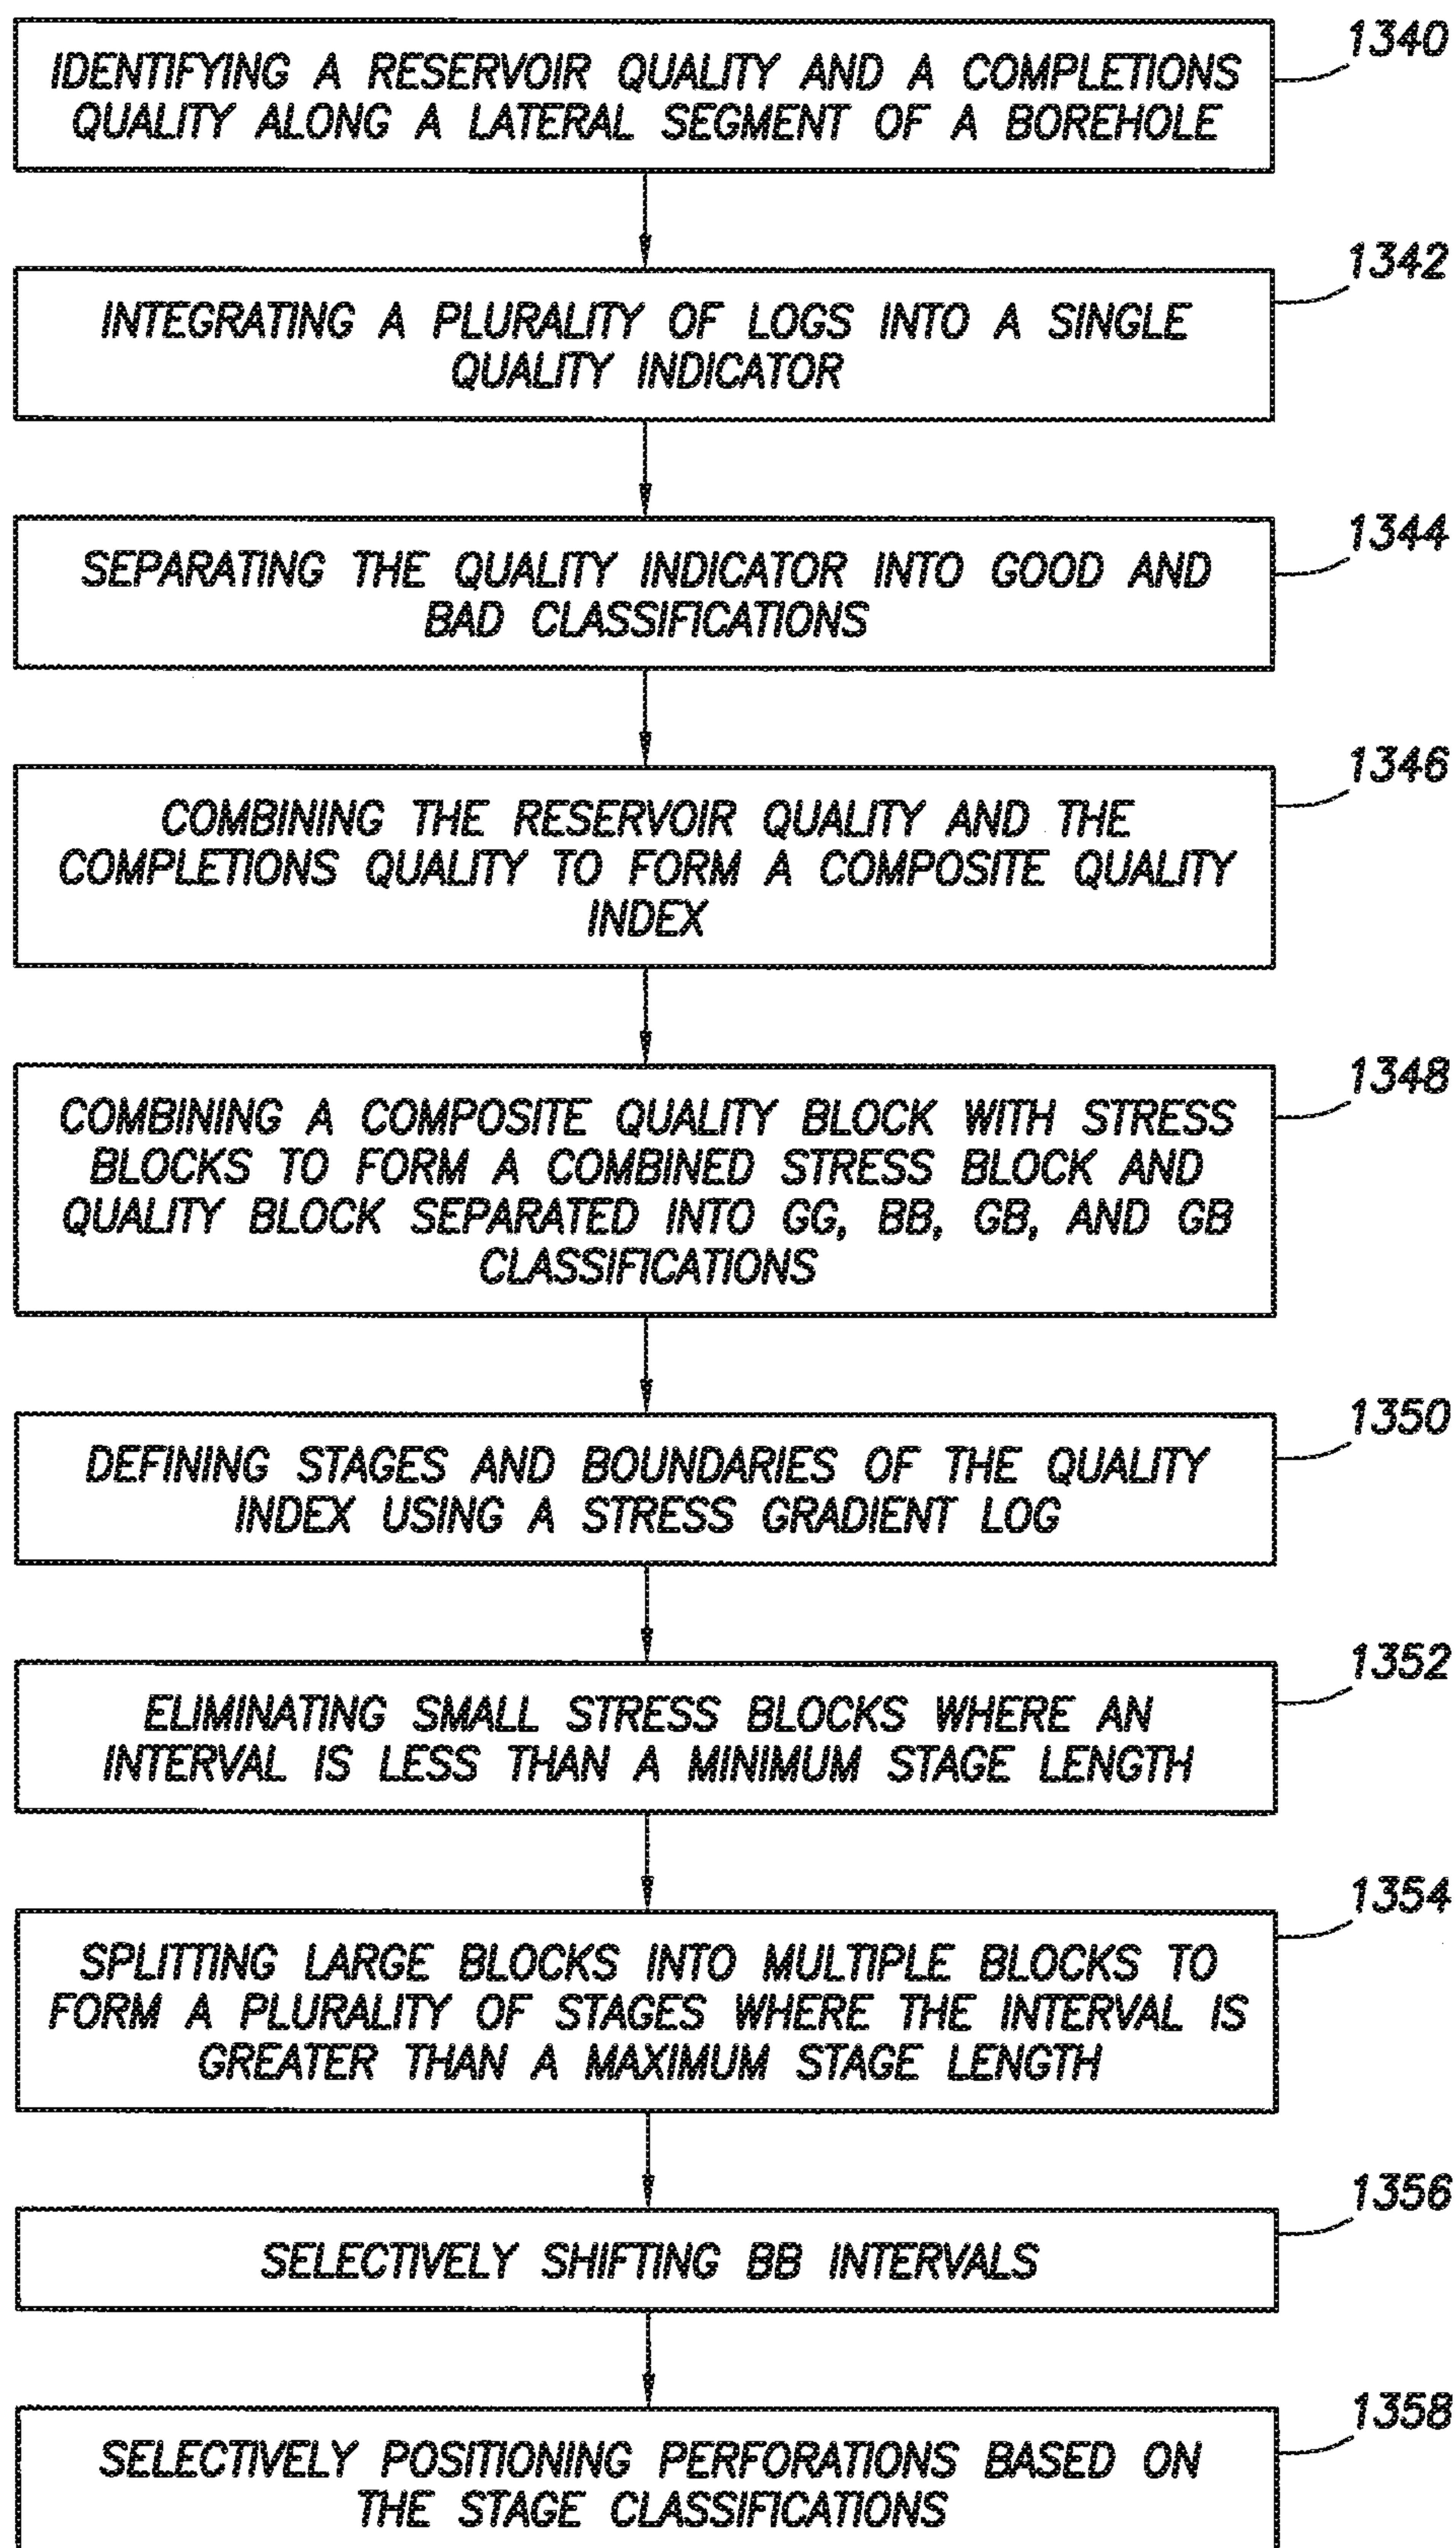 1340
IDENTIFYING A RESERVOIR QUALITY AND A COMPLETIONS
QUALITY ALONG A LATERAL SEGMENT OF A BOREHOLE
1342
INTEGRATING A PLURALITY OF LOGS INTO A SINGLE
QUALITY INDICATOR
1344
SEPARATING THE QUALITY INDICATOR INTO GOOD AND
BAD CLASSIFICATIONS
1346
COMBINING THE RESERVOIR QUALITY AND THE
COMPLETIONS QUALITY TO FORM A COMPOSITE QUALITY
INDEX
1348
COMBINING A COMPOSITE QUALITY BLOCK WITH STRESS
BLOCKS TO FORM A COMBINED STRESS BLOCK AND
QUALITY BLOCK SEPARATED INTO GG, BB, GB, AND GB
CLASSIFICATIONS
1350
DEFINING STAGES AND BOUNDARIES OF THE QUALITY
INDEX USING A STRESS GRADIENT LOG
1352
ELIMINATING SMALL STRESS BLOCKS WHERE AN
INTERVAL IS LESS THAN A MINIMUM STAGE LENGTH
1354
SPLITTING LARGE BLOCKS INTO MULTIPLE BLOCKS TO
FORM A PLURALITY OF STAGES WHERE THE INTERVAL IS
GREATER THAN A MAXIMUM STAGE LENGTH
1356
SELECTIVELY SHIFTING BB INTERVALS
1358
SELECTIVELY POSITIONING PERFORATIONS BASED ON
THE STAGE CLASSIFICATIONS